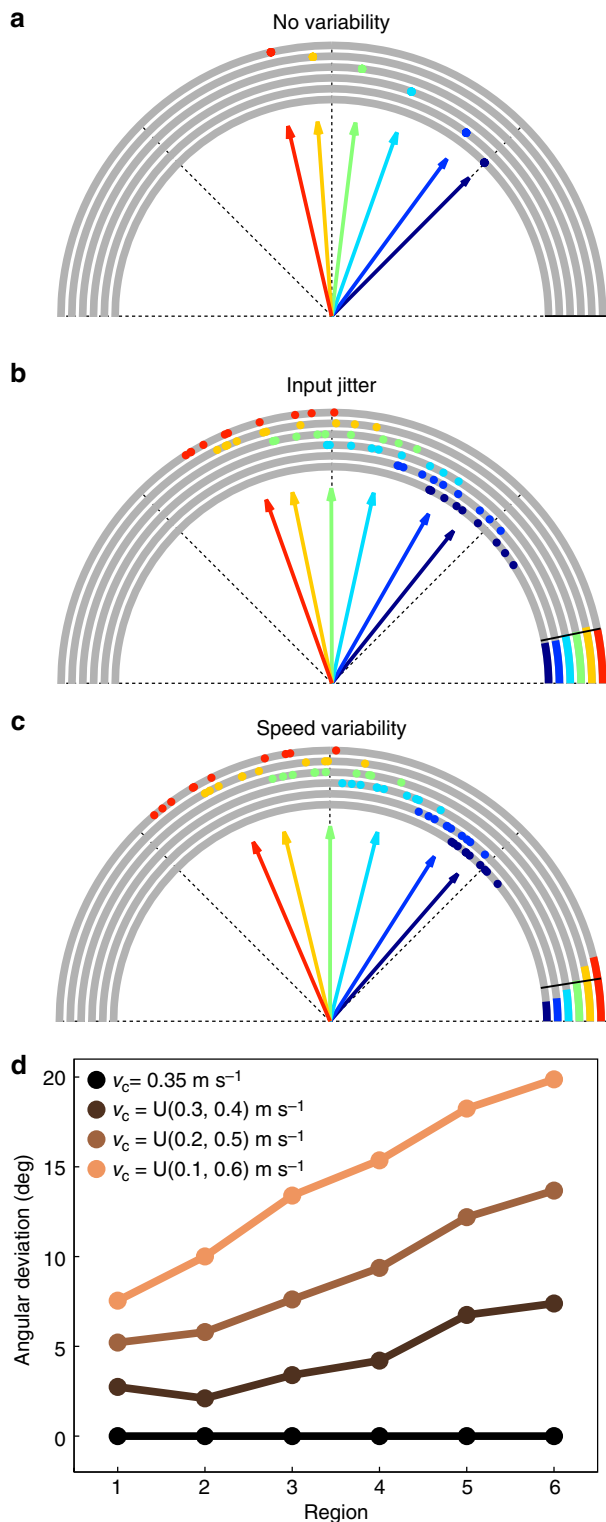 a
No variability
b
Input jitter
c
Speed variability
d
20
15
10
5
0
Angular deviation (deg)
v_c = 0.35 m s⁻¹
v_c = U(0.3, 0.4) m s⁻¹
v_c = U(0.2, 0.5) m s⁻¹
v_c = U(0.1, 0.6) m s⁻¹
1 2 3 4 5 6
Region